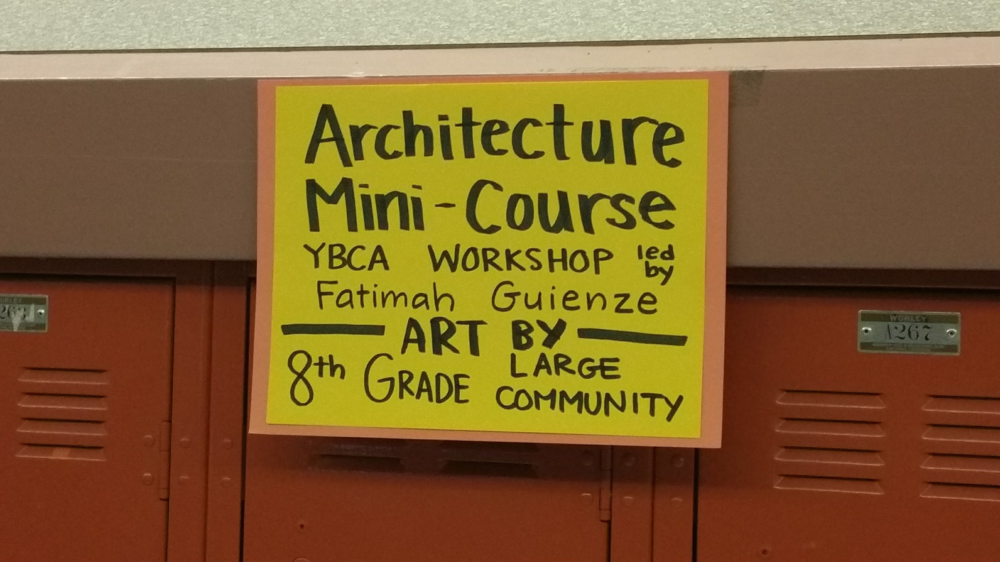 Architecture
Mini-Course
YBCA WORKSHOP led by
Fatimah Guienze
ART BY
8th GRADE LARGE COMMUNITY
WORLEY
A267